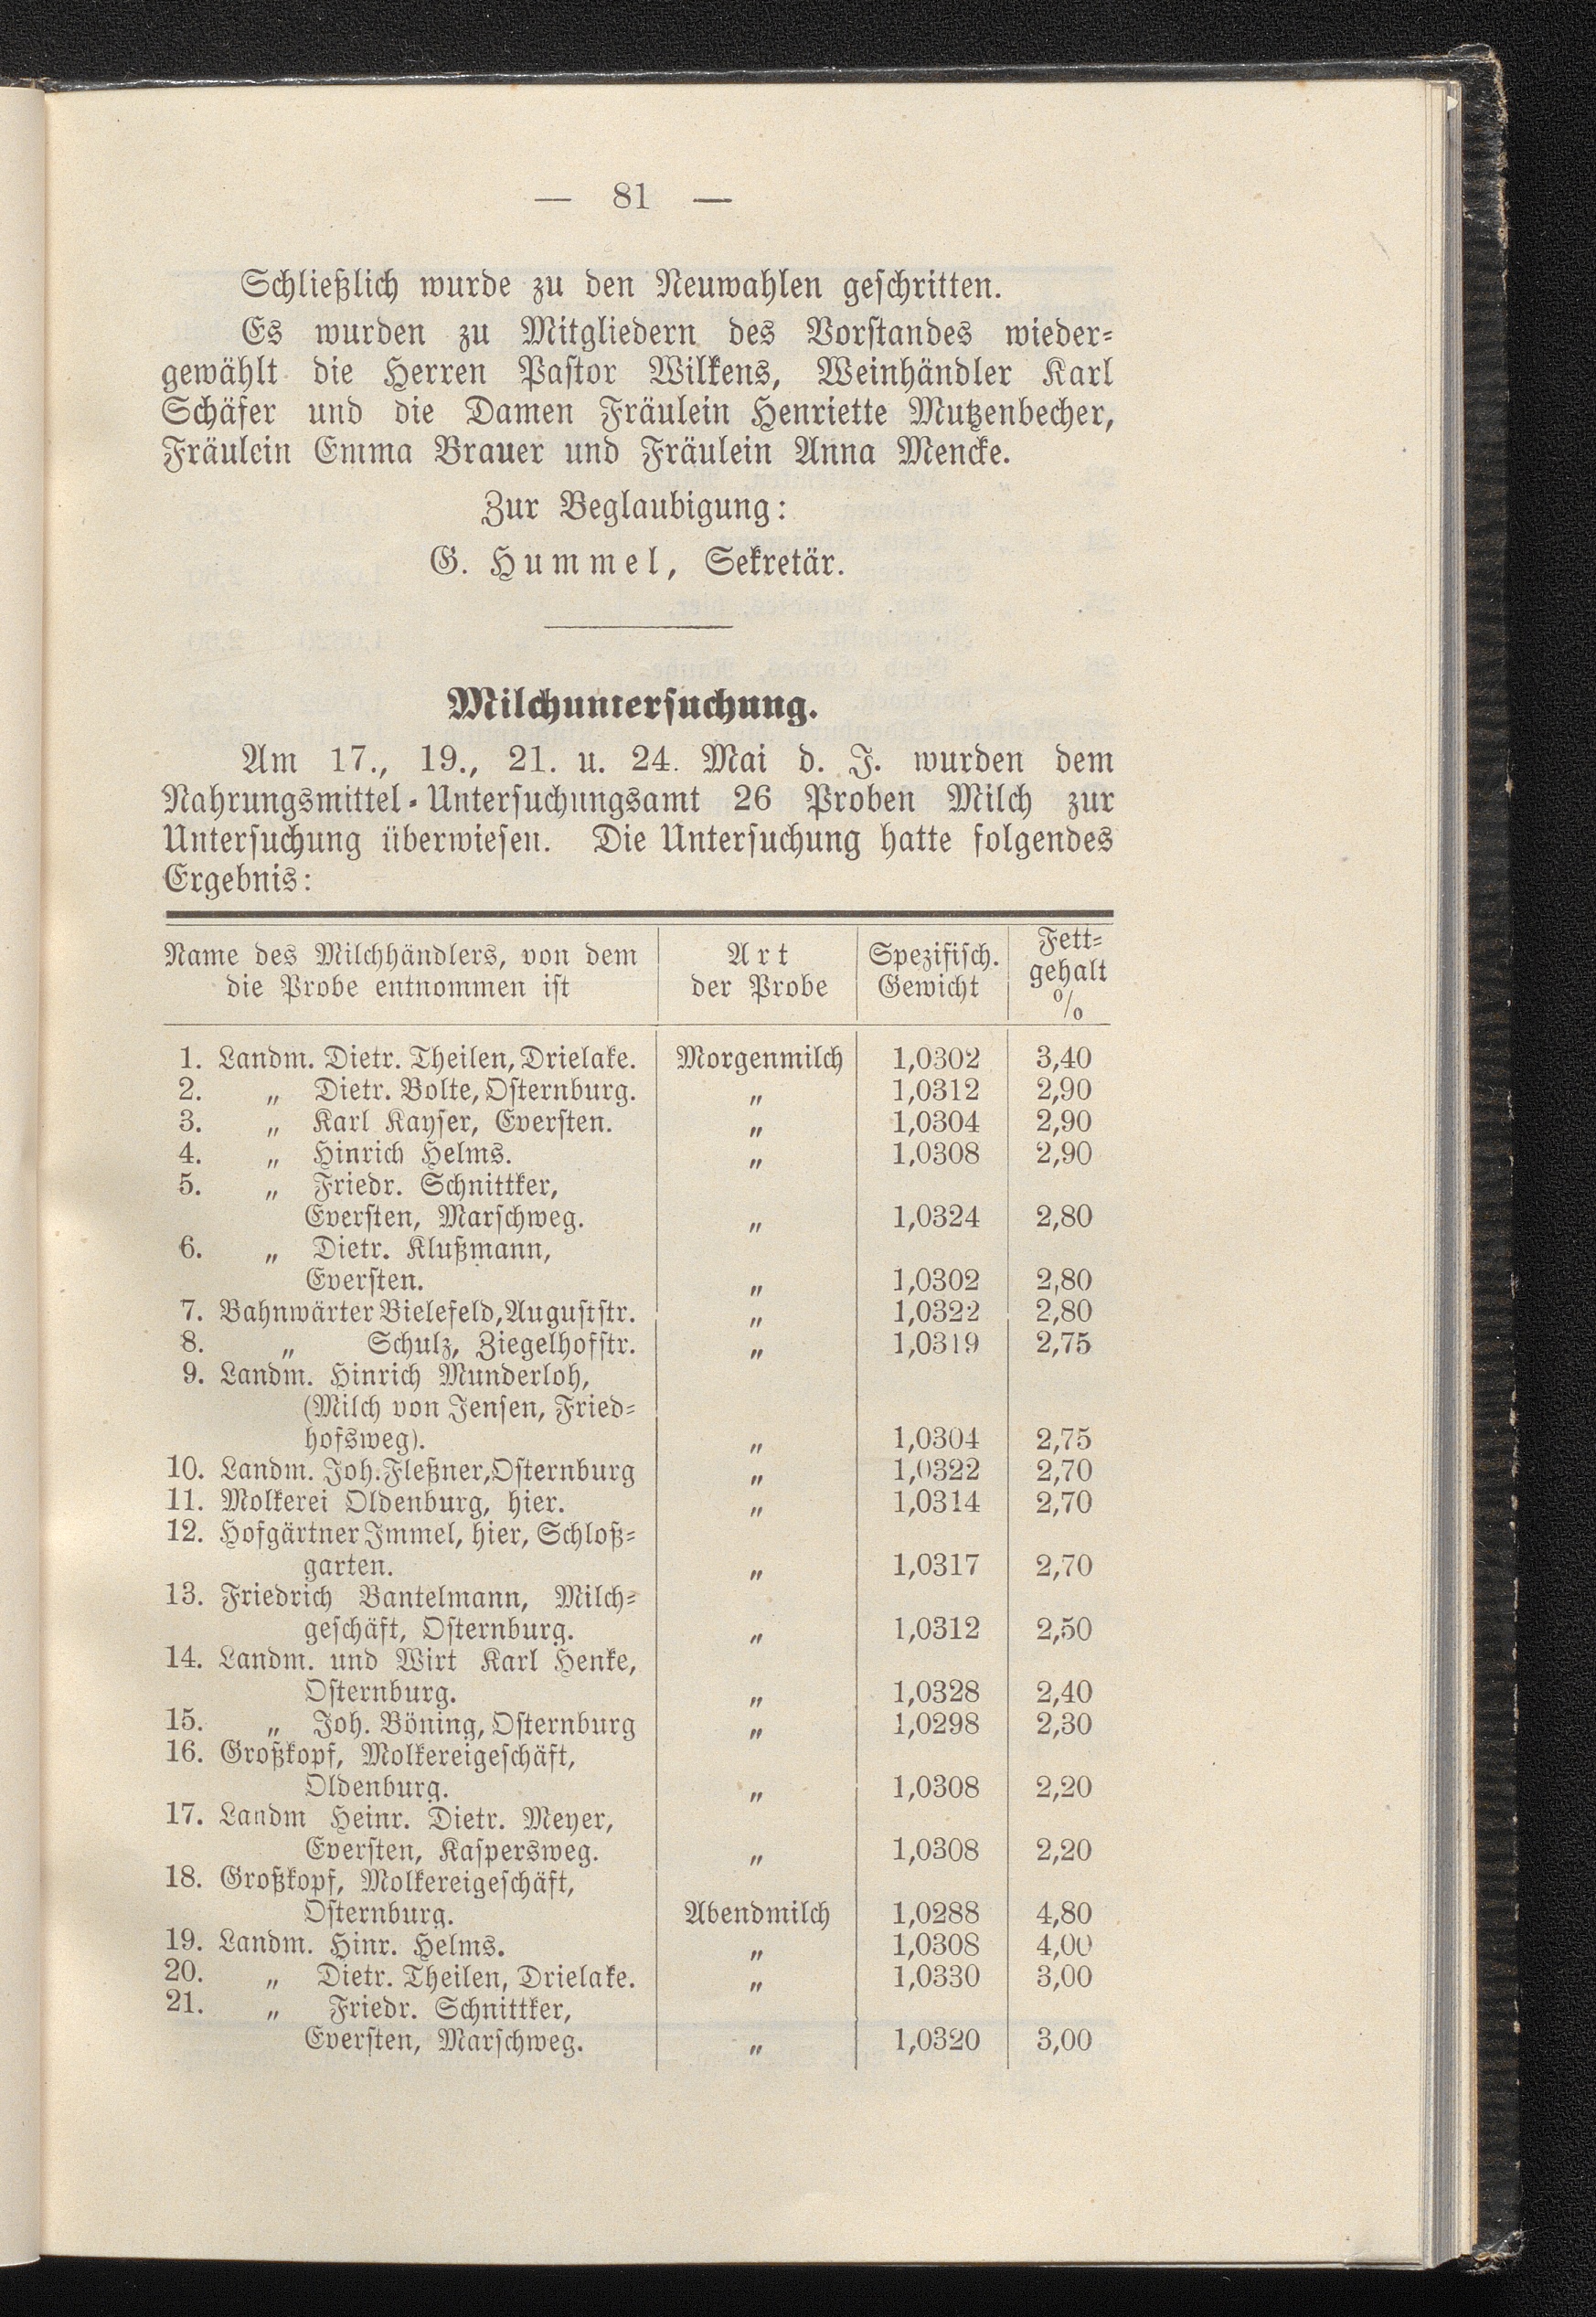 — 81 —
Schließlich wurde zu den Neuwahlen geschritten.
Es wurden zu Mitgliedern des Vorstandes wieder-
gewählt die Herren Pastor Wilkens, Weinhändler Karl
Schäfer und die Damen Fräulein Henriette Mutzenbecher,
Fräulein Emma Brauer und Fräulein Anna Mencke.
Zur Beglaubigung:
G. Hummel, Sekretär.
Milchuntersuchung.
Am 17., 19., 21. u. 24. Mai d. J. wurden dem
Nahrungsmittel-Untersuchungsamt 26 Proben Milch zur
Untersuchung überwiesen. Die Untersuchung hatte folgendes
Ergebnis:
Name des Milchhändlers, von dem die Probe entnommen ist | Art der Probe | Spezifisch. Gewicht | Fett-gehalt %
1. Landm. Dietr. Theilen, Drielake. Morgenmilch 1,0302 3,40
2. „ Dietr. Bolte, Osternburg. „ 1,0312 2,90
3. „ Karl Kayser, Eversten. „ 1,0304 2,90
4. „ Hinrich Helms. „ 1,0308 2,90
5. „ Friedr. Schnittker,
Eversten, Marschweg. „ 1,0324 2,80
6. „ Dietr. Klußmann,
Eversten. „ 1,0302 2,80
7. Bahnwärter Bielefeld, Auguststr. „ 1,0322 2,80
8. „ Schulz, Ziegelhofstr. „ 1,0319 2,75
9. Landm. Hinrich Munderloh,
(Milch von Jensen, Fried-
hofsweg). „ 1,0304 2,75
10. Landm. Joh. Fleßner, Osternburg „ 1,0322 2,70
11. Molkerei Oldenburg, hier. „ 1,0314 2,70
12. Hofgärtner Immel, hier, Schloß-
garten. „ 1,0317 2,70
13. Friedrich Bantelmann, Milch-
geschäft, Osternburg. „ 1,0312 2,50
14. Landm. und Wirt Karl Henke,
Osternburg. „ 1,0328 2,40
15. „ Joh. Böning, Osternburg „ 1,0298 2,30
16. Großkopf, Molkereigeschäft,
Oldenburg. „ 1,0308 2,20
17. Landm Heinr. Dietr. Meyer,
Eversten, Kaspersweg. „ 1,0308 2,20
18. Großkopf, Molkereigeschäft,
Osternburg. Abendmilch 1,0288 4,80
19. Landm. Hinr. Helms. „ 1,0308 4,00
20. „ Dietr. Theilen, Drielake. „ 1,0330 3,00
21. „ Friedr. Schnittker,
Eversten, Marschweg. „ 1,0320 3,00